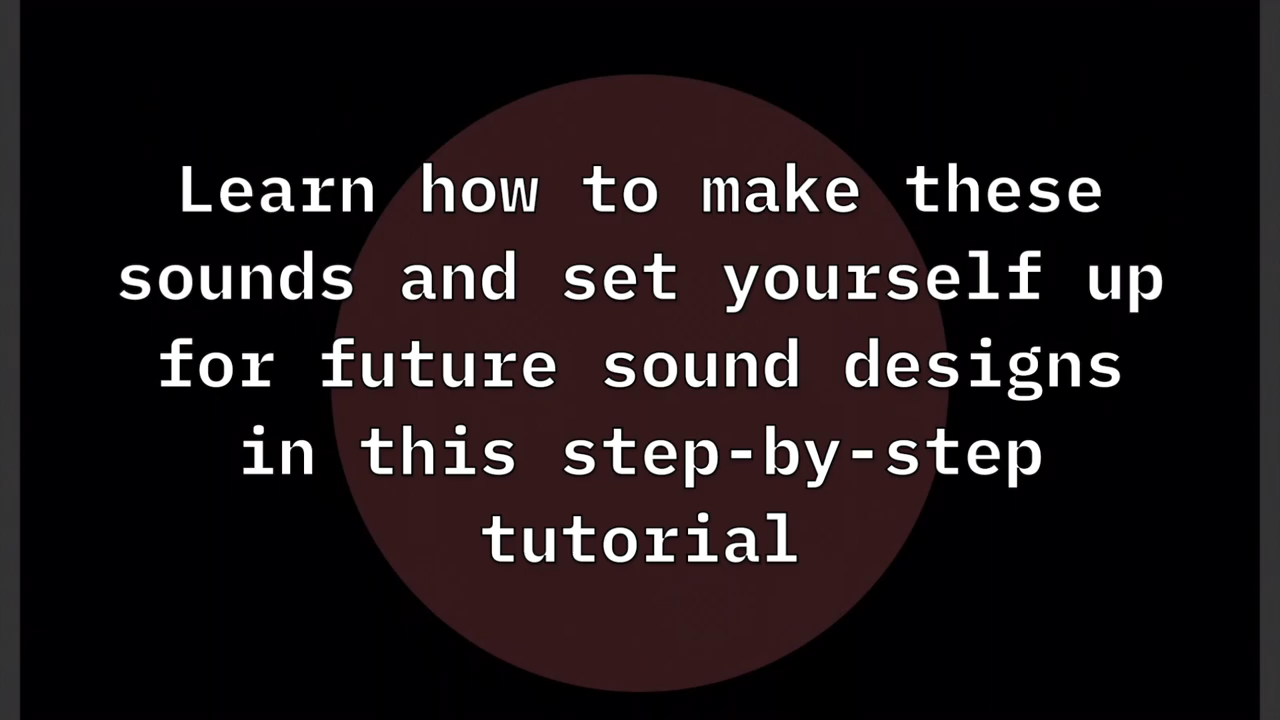 Learn how to make these
sounds and set yourself up
for future sound designs
in this step-by-step
tutorial